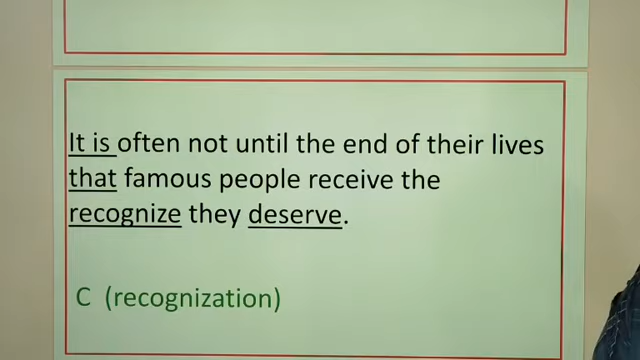 It is often not until the end of their lives
that famous people receive the
recognize they deserve.
C (recognization)